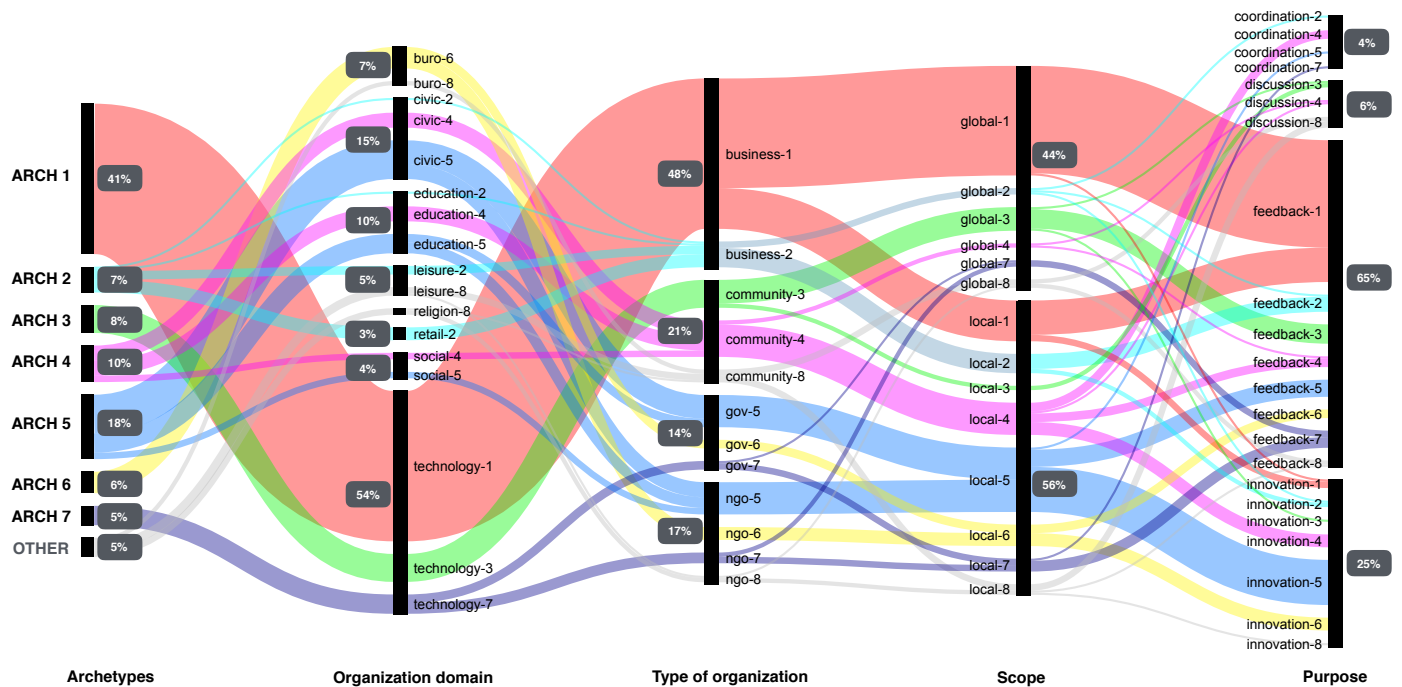 ARCH 1
41%
ARCH 2
7%
ARCH 3
8%
ARCH 4
10%
ARCH 5
18%
ARCH 6
6%
ARCH 7
5%
OTHER
5%
Archetypes
7%
buro-6
buro-8
civic-2
civic-4
15%
civic-5
education-2
10%
education-4
education-5
5%
leisure-2
leisure-8
religion-8
3%
retail-2
4%
social-4
social-5
technology-1
54%
technology-3
technology-7
Organization domain
business-1
48%
business-2
community-3
21%
community-4
community-8
gov-5
14%
gov-6
gov-7
ngo-5
17%
ngo-6
ngo-7
ngo-8
Type of organization
global-1
44%
global-2
global-3
global-4
global-7
global-8
local-1
local-2
local-3
local-4
local-5
56%
local-6
local-7
local-8
Scope
coordination-2
coordination-4
4%
coordination-5
coordination-7
discussion-3
discussion-4
6%
discussion-8
feedback-1
65%
feedback-2
feedback-3
feedback-4
feedback-5
feedback-6
feedback-7
feedback-8
innovation-1
innovation-2
innovation-3
innovation-4
25%
innovation-5
innovation-6
innovation-8
Purpose